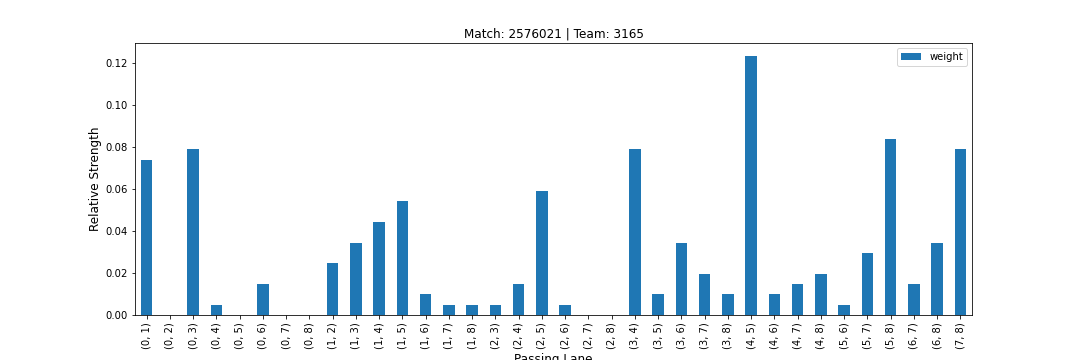 Match: 2576021 | Team: 3165
weight
Relative Strength
0.12
0.10
0.08
0.06
0.04
0.02
0.00
(0, 1) (0, 2) (0, 3) (0, 4) (0, 5) (0, 6) (0, 7) (0, 8) (1, 2) (1, 3) (1, 4) (1, 5) (1, 6) (1, 7) (1, 8) (2, 3) (2, 4) (2, 5) (2, 6) (2, 7) (2, 8) (3, 4) (3, 5) (3, 6) (3, 7) (3, 8) (4, 5) (4, 6) (4, 7) (4, 8) (5, 6) (5, 7) (5, 8) (6, 7) (6, 8) (7, 8)
Passing Lane